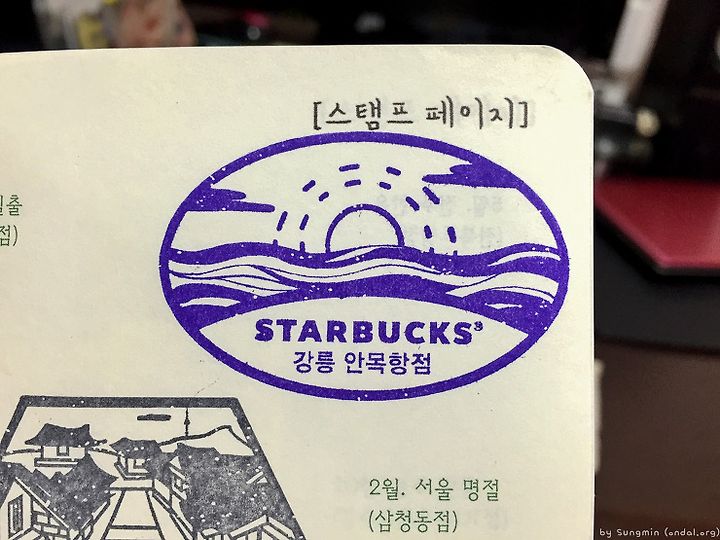 [스탬프 페이지]
출
점)
STARBUCKS®
강릉 안목항점
2월. 서울 명절
(삼청동점)
by Sungmin (ondal.org)